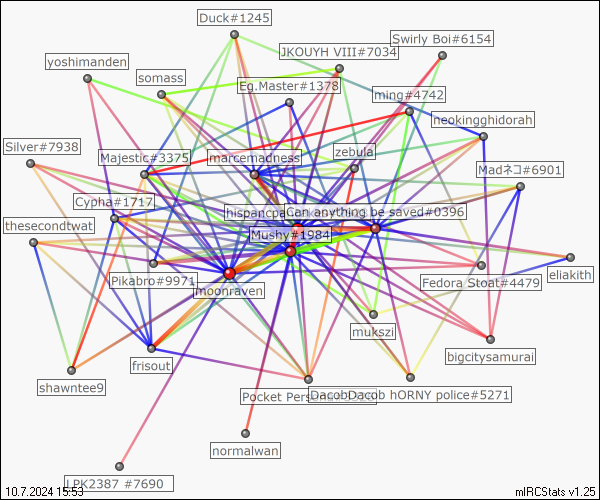 Duck#1245
Swirly Boi#6154
JKOUYH VIII#7034
yoshimanden
somass
Eg.Master#1378
ming#4742
neokingghidorah
Silver#7938
Majestic#3375
marcemadness
zebula
Madネコ#6901
Cypha#1717
hispancpa
Can anything be saved#0396
thesecondtwat
Mushy#1984
Pikabro#9971
moonraven
Fedora Stoat#4479
eliakith
mukszi
bigcitysamurai
frisout
shawntee9
Pocket Per
DacobDacob hORNY police#5271
normalwan
LPK2387 #7690
10.7.2024 15:53
mIRCStats v1.25